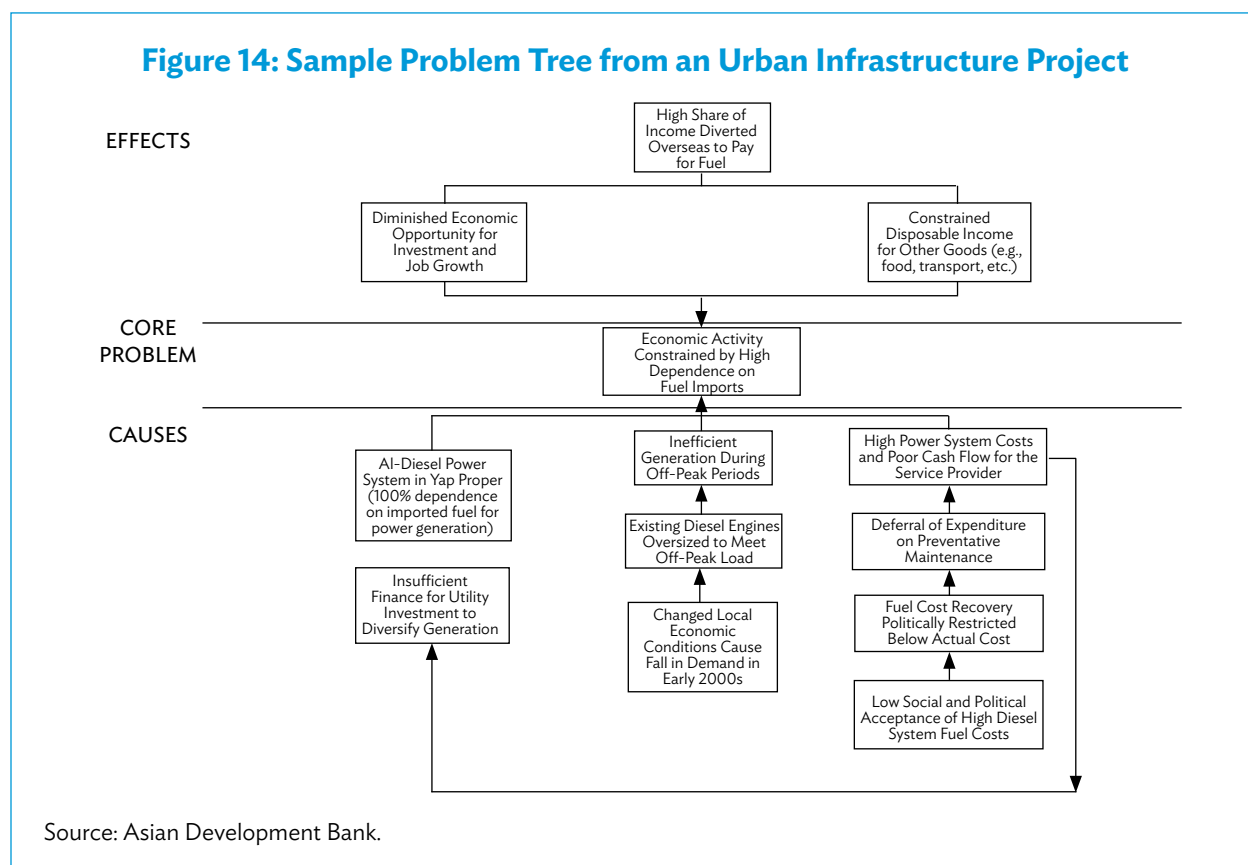 Figure 14: Sample Problem Tree from an Urban Infrastructure Project
EFFECTS
High Share of
Income Diverted
Overseas to Pay
for Fuel
Diminished Economic
Opportunity for
Investment and
Job Growth
Constrained
Disposable Income
for Other Goods (e.g.,
food, transport, etc.)
CORE
PROBLEM
Economic Activity
Constrained by High
Dependence on
Fuel Imports
CAUSES
Al-Diesel Power
System in Yap Proper
(100% dependence
on imported fuel for
power generation)
Insufficient
Finance for Utility
Investment to
Diversify Generation
Inefficient
Generation During
Off-Peak Periods
Existing Diesel Engines
Oversized to Meet
Off-Peak Load
Changed Local
Economic
Conditions Cause
Fall in Demand in
Early 2000s
High Power System Costs
and Poor Cash Flow for the
Service Provider
Deferral of Expenditure
on Preventative
Maintenance
Fuel Cost Recovery
Politically Restricted
Below Actual Cost
Low Social and Political
Acceptance of High Diesel
System Fuel Costs
Source: Asian Development Bank.